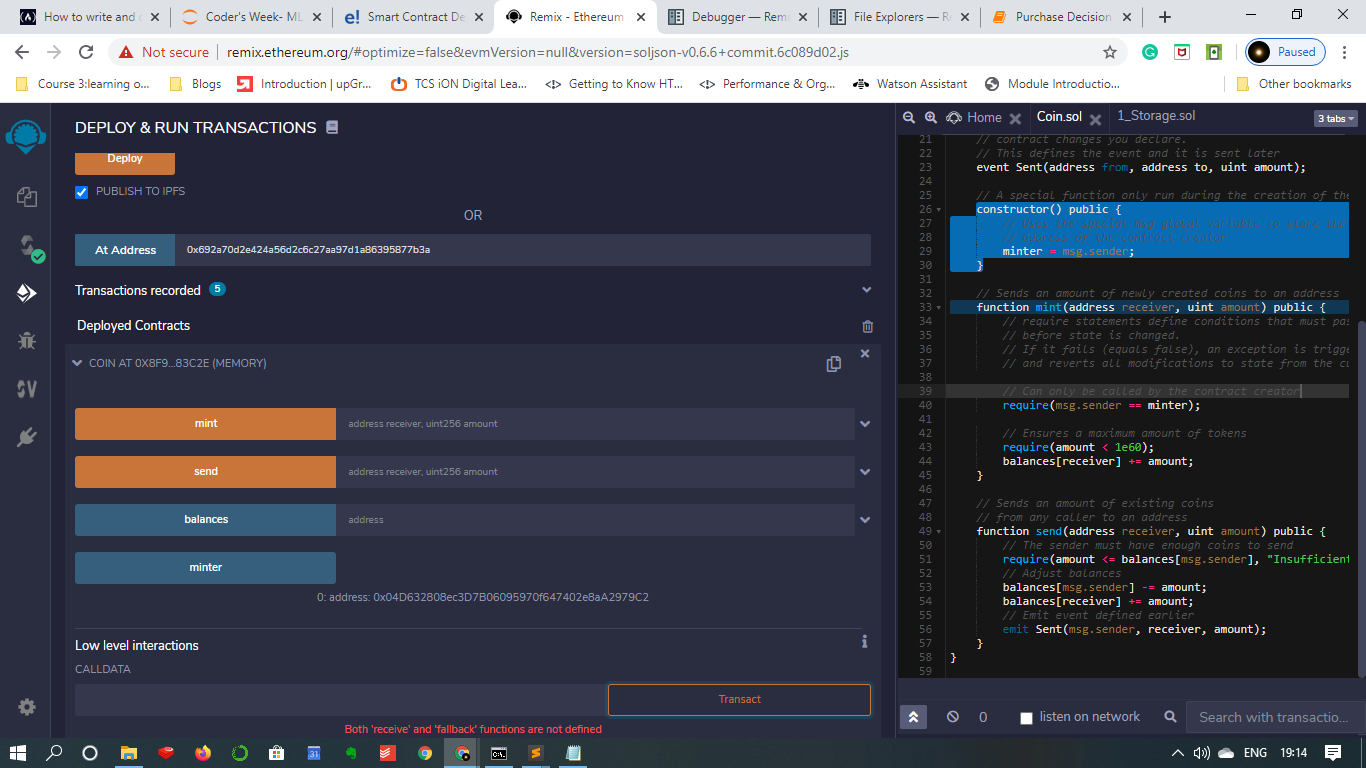 How to write and c
Coder's Week- ML
Smart Contract De
Remix - Ethereum
Debugger — Rem
File Explorers — R
Purchase Decision
Not secure
remix.ethereum.org/#optimize=false&evmVersion=null&version=soljson-v0.6.6+commit.6c089d02.js
Paused
Course 3:learning o...
Blogs
Introduction | upGr...
TCS iON Digital Lea...
Getting to Know HT...
Performance & Org...
Watson Assistant
Module Introductio...
Other bookmarks
DEPLOY & RUN TRANSACTIONS
Deploy
PUBLISH TO IPFS
OR
At Address 0x692a70d2e424a56d2c6c27aa97d1a86395877b3a
Transactions recorded 5
Deployed Contracts
COIN AT 0X8F9...83C2E (MEMORY)
mint address receiver, uint256 amount
send address receiver, uint256 amount
balances address
minter
0: address: 0x04D632808ec3D7B06095970f647402e8aA2979C2
Low level interactions
CALLDATA
Transact
Both 'receive' and 'fallback' functions are not defined
Home
Coin.sol
1_Storage.sol
3 tabs
21 // contract changes you declare.
22 // This defines the event and it is sent later
23 event Sent(address from, address to, uint amount);
24
25 // A special function only run during the creation of the
26 constructor() public {
27 // Uses the special msg global variable to store the
28 // address of the contract creator
29 minter = msg.sender;
30 }
31
32 // Sends an amount of newly created coins to an address
33 function mint(address receiver, uint amount) public {
34 // require statements define conditions that must pas
35 // before state is changed.
36 // If it fails (equals false), an exception is trigge
37 // and reverts all modifications to state from the cu
38
39 // Can only be called by the contract creator
40 require(msg.sender == minter);
41
42 // Ensures a maximum amount of tokens
43 require(amount < 1e60);
44 balances[receiver] += amount;
45 }
46
47 // Sends an amount of existing coins
48 // from any caller to an address
49 function send(address receiver, uint amount) public {
50 // The sender must have enough coins to send
51 require(amount <= balances[msg.sender], "Insufficient
52 // Adjust balances
53 balances[msg.sender] -= amount;
54 balances[receiver] += amount;
55 // Emit event defined earlier
56 emit Sent(msg.sender, receiver, amount);
57 }
58 }
59
0
listen on network
Search with transactio...
ENG
19:14